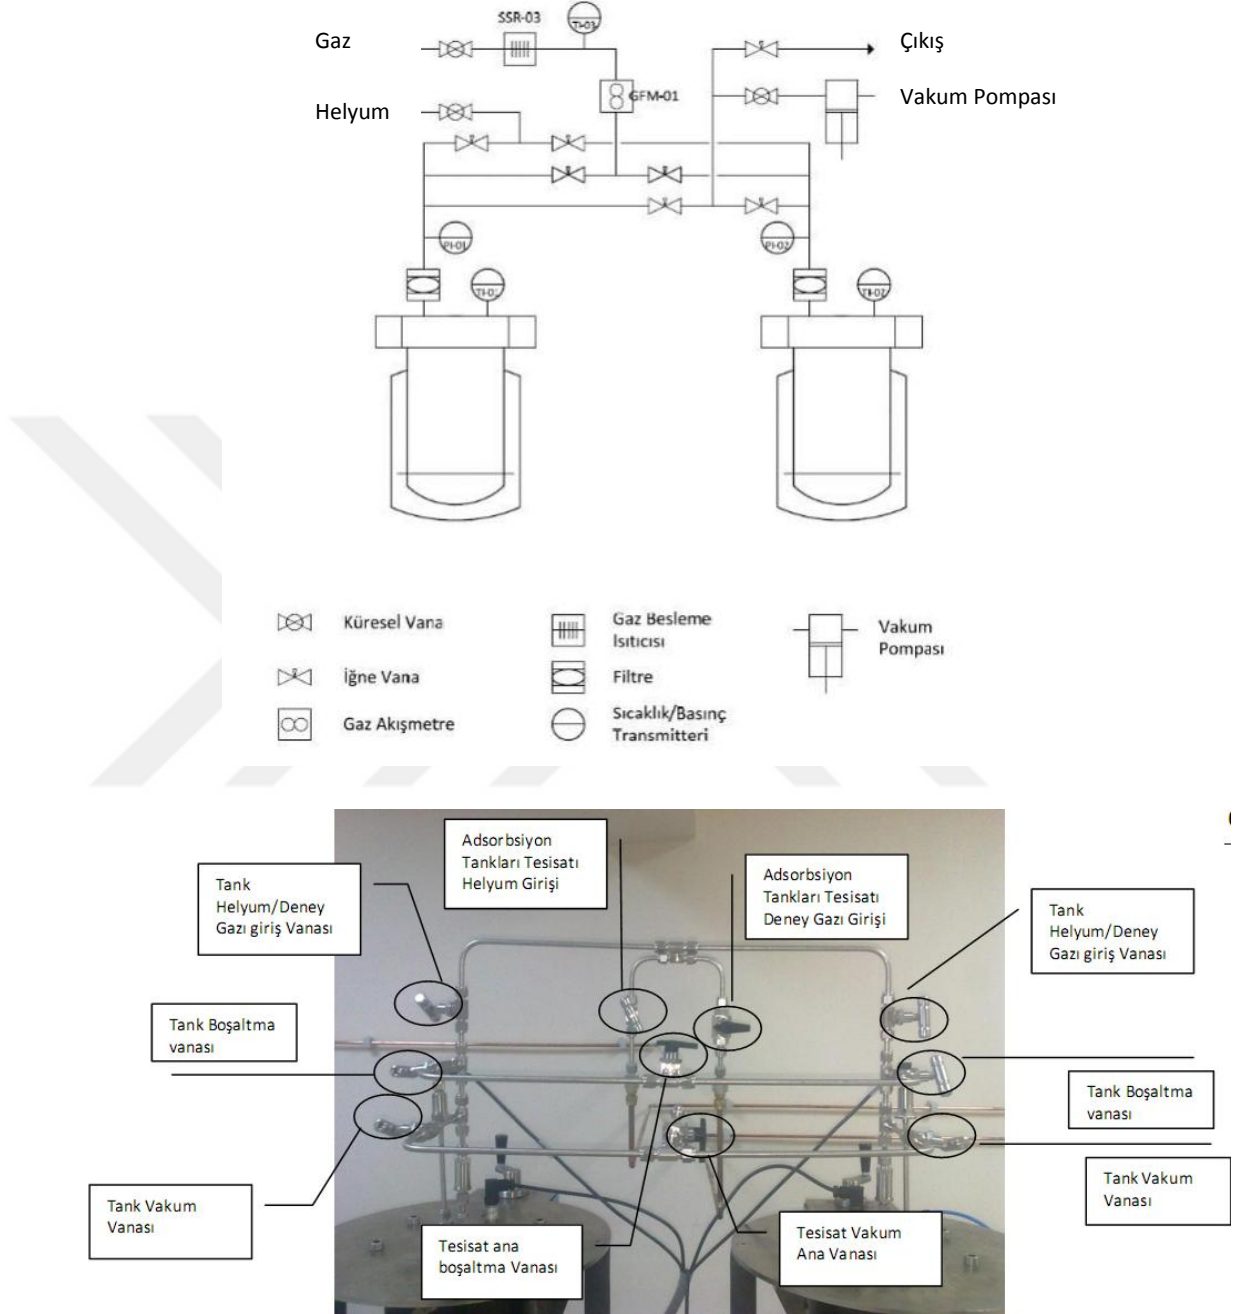 SSR-03
TI-03
Gaz
Çıkış
GFM-01
Vakum Pompası
Helyum
PI-01
PI-02
TI-01
TI-02
Küresel Vana
Gaz Besleme
Isıtıcısı
Vakum
Pompası
İğne Vana
Filtre
Gaz Akışmetre
Sıcaklık/Basınç
Transmitteri
Adsorbsiyon
Tankları Tesisatı
Helyum Girişi
Adsorbsiyon
Tankları Tesisatı
Deney Gazı Girişi
Tank
Helyum/Deney
Gazı giriş Vanası
Tank
Helyum/Deney
Gazı giriş Vanası
Tank Boşaltma
vanası
Tank Boşaltma
vanası
Tank Vakum
Vanası
Tank Vakum
Vanası
Tesisat ana
boşaltma Vanası
Tesisat Vakum
Ana Vanası